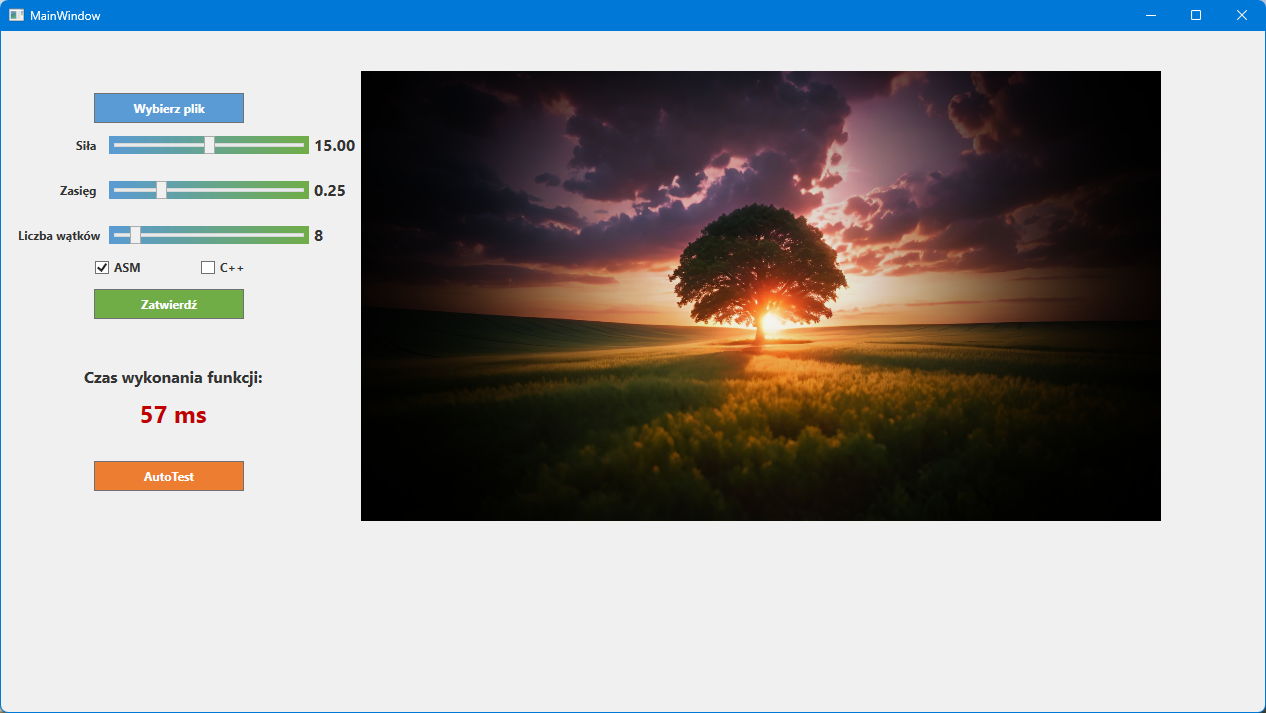 MainWindow
Wybierz plik
Siła 15.00
Zasięg 0.25
Liczba wątków 8
ASM C++
Zatwierdź
Czas wykonania funkcji:
57 ms
AutoTest